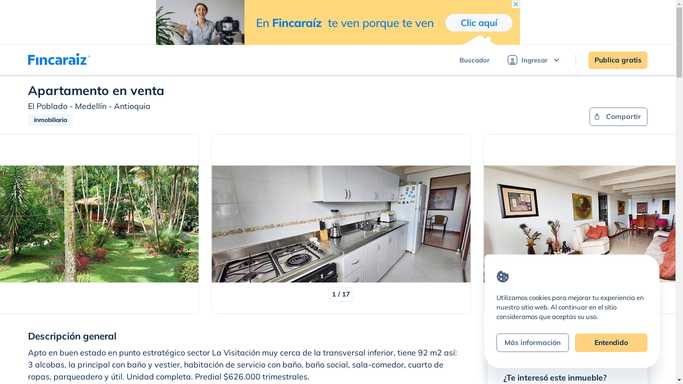 En Fincaraíz te ven porque te ven
Clic aquí
Fincaraiz
Buscador
Ingresar
Publica gratis
Apartamento en venta
El Poblado - Medellín - Antioquia
Inmobiliaria
Compartir
1 / 17
Utilizamos cookies para mejorar tu experiencia en
nuestro sitio web. Al continuar en el sitio
consideramos que aceptas su uso.
Más información
Entendido
Descripción general
Apto en buen estado en punto estratégico sector La Visitación muy cerca de la transversal inferior, tiene 92 m2 así:
3 alcobas, la principal con baño y vestier, habitación de servicio con baño, baño social, sala-comedor, cuarto de
ropas, parqueadero y útil. Unidad completa. Predial $626.000 trimestrales.
¿Te interesó este inmueble?